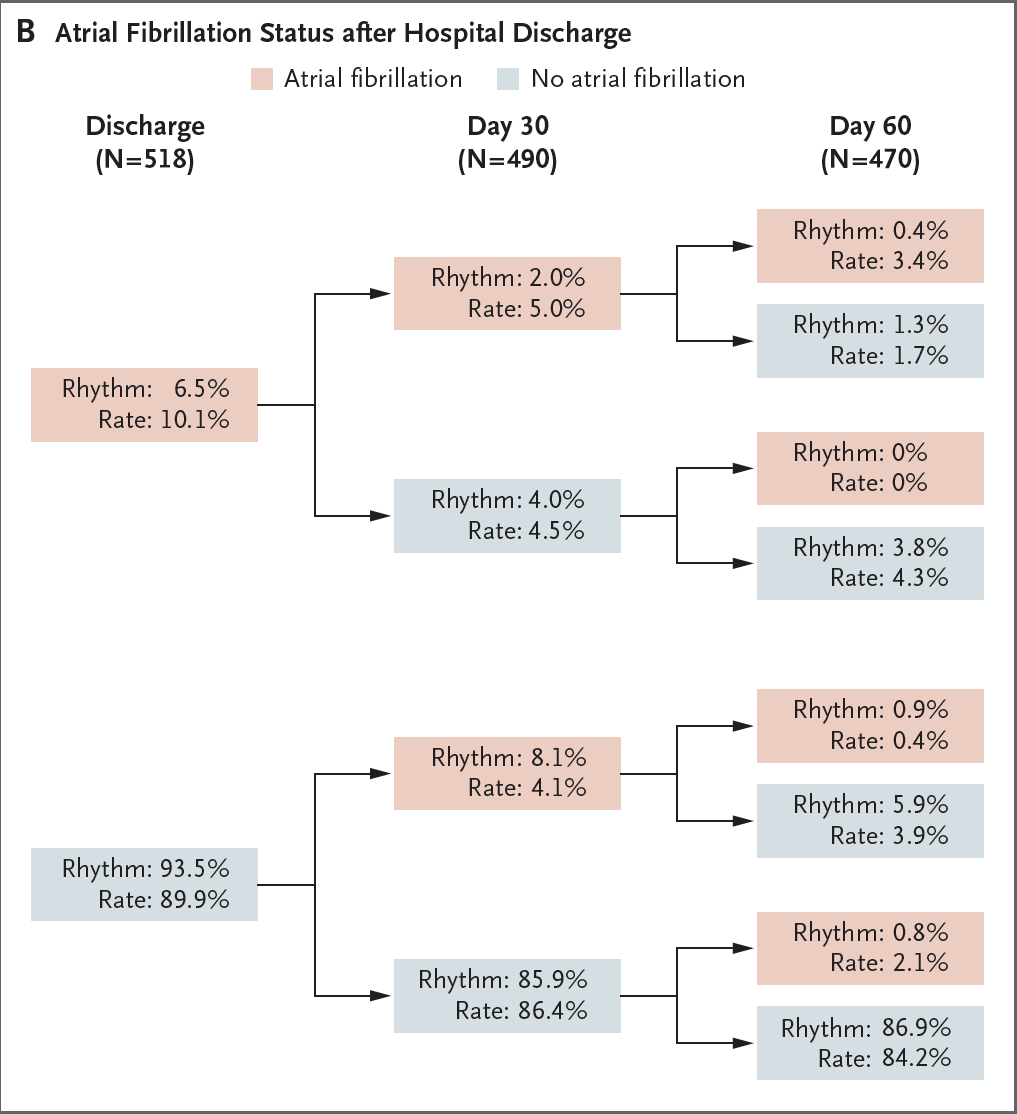 B Atrial Fibrillation Status after Hospital Discharge
Atrial fibrillation
No atrial fibrillation
Discharge
(N=518)
Day 30
(N=490)
Day 60
(N=470)
Rhythm: 6.5%
Rate: 10.1%
Rhythm: 2.0%
Rate: 5.0%
Rhythm: 0.4%
Rate: 3.4%
Rhythm: 1.3%
Rate: 1.7%
Rhythm: 4.0%
Rate: 4.5%
Rhythm: 0%
Rate: 0%
Rhythm: 3.8%
Rate: 4.3%
Rhythm: 93.5%
Rate: 89.9%
Rhythm: 8.1%
Rate: 4.1%
Rhythm: 0.9%
Rate: 0.4%
Rhythm: 5.9%
Rate: 3.9%
Rhythm: 85.9%
Rate: 86.4%
Rhythm: 0.8%
Rate: 2.1%
Rhythm: 86.9%
Rate: 84.2%